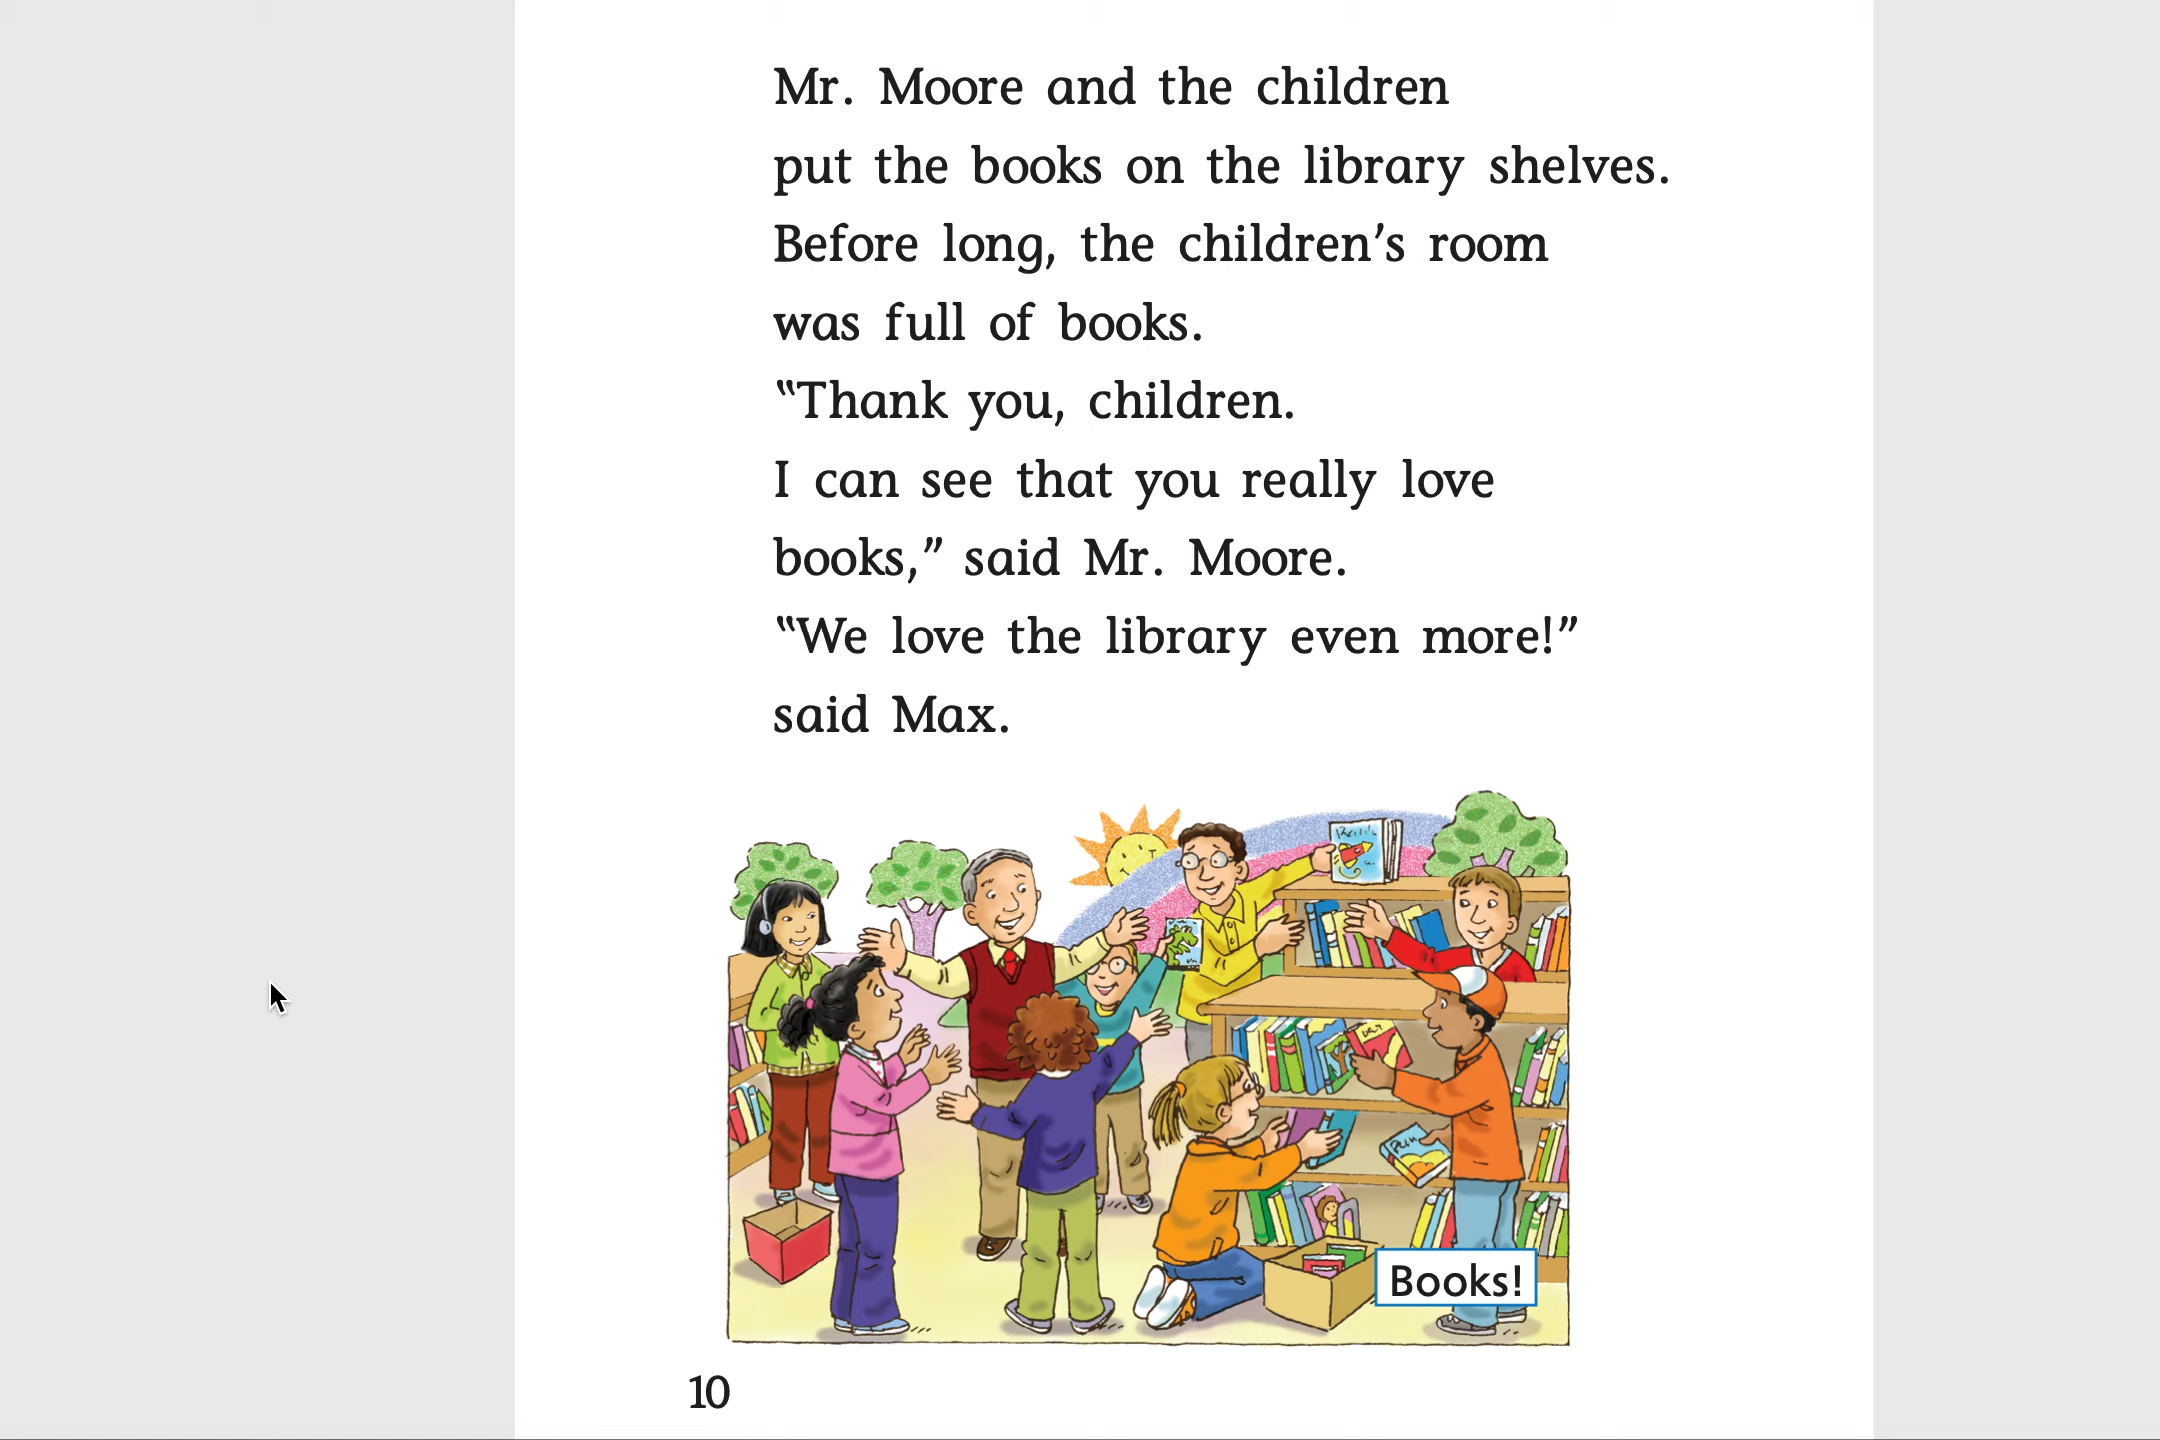 Mr. Moore and the children
put the books on the library shelves.
Before long, the children’s room
was full of books.
“Thank you, children.
I can see that you really love
books,” said Mr. Moore.
“We love the library even more!”
said Max.
Books!
10